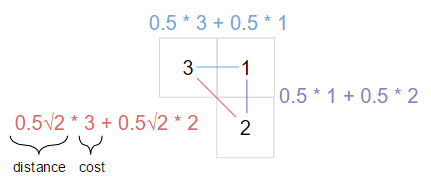 0.5 * 3 + 0.5 * 1
3 1
0.5 * 1 + 0.5 * 2
0.5√2 * 3 + 0.5√2 * 2
2
distance cost